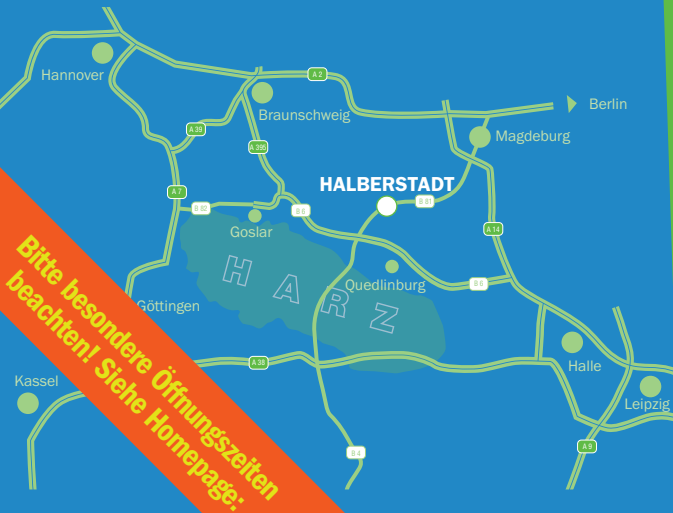 A 2
Hannover
Braunschweig
Berlin
A 39
Magdeburg
A 395
HALBERSTADT
A 7
B 82
B 6
B 81
Goslar
A 14
HARZ
Quedlinburg
B 6
Göttingen
A 38
Halle
Kassel
Leipzig
A 9
B 4
Bitte besondere Öffnungszeiten
beachten! Siehe Homepage: